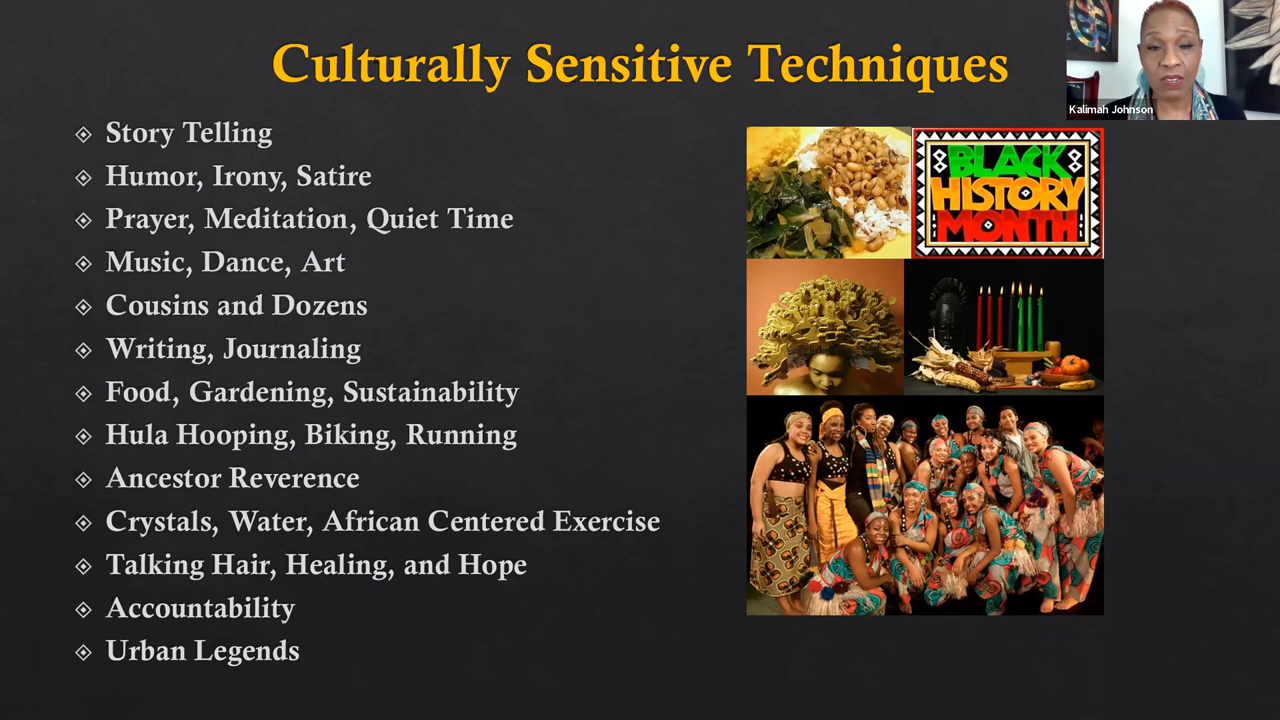 Culturally Sensitive Techniques
Kalimah Johnson
Story Telling
Humor, Irony, Satire
Prayer, Meditation, Quiet Time
Music, Dance, Art
Cousins and Dozens
Writing, Journaling
Food, Gardening, Sustainability
Hula Hooping, Biking, Running
Ancestor Reverence
Crystals, Water, African Centered Exercise
Talking Hair, Healing, and Hope
Accountability
Urban Legends
BLACK
HISTORY
MONTH